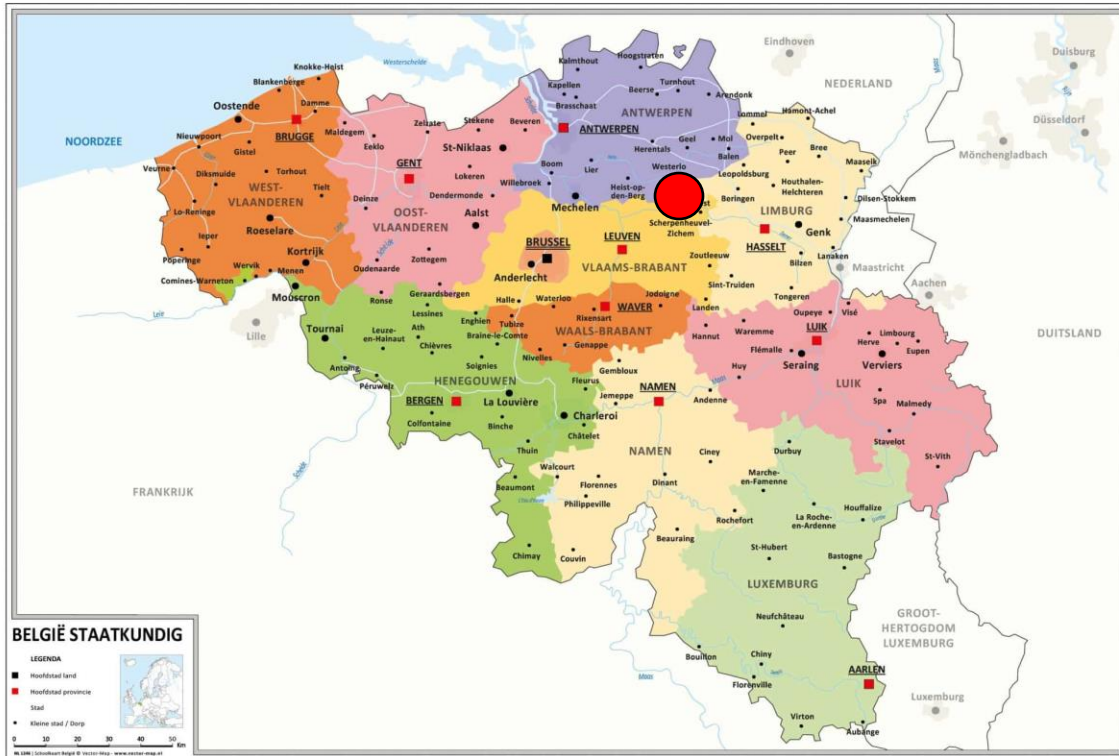 Eindhoven
Duisburg
Düsseldorf
Mönchengladbach
NEDERLAND
NOORDZEE
Westerschelde
Knokke-Heist
Blankenberge
Damme
Oostende
BRUGGE
Nieuwpoort
Gistel
Veurne
Diksmuide
Torhout
WEST-
VLAANDEREN
Tielt
Lo-Reninge
Roeselare
Ieper
Poperinge
Kortrijk
Wervik
Menen
Comines-Warneton
Mouscron
Maldegem
Eeklo
Zelzate
Stekene
Beveren
St-Niklaas
GENT
Lokeren
Deinze
Dendermonde
OOST-
VLAANDEREN
Aalst
Oudenaarde
Zottegem
Ronse
Geraardsbergen
Kalmthout
Hoogstraten
Kapellen
Brasschaat
Beerse
Turnhout
Arendonk
ANTWERPEN
ANTWERPEN
Herentals
Geel
Mol
Balen
Boom
Lier
Westerlo
Willebroek
Heist-op-
den-Berg
Mechelen
Lommel
Hamont-Achel
Overpelt
Peer
Bree
Maaseik
Leopoldsburg
Houthalen-
Helchteren
Beringen
Dilsen-Stokkem
LIMBURG
Maasmechelen
Genk
HASSELT
Lanaken
Bilzen
Maastricht
Sint-Truiden
Tongeren
Aachen
DUITSLAND
Scherpenheuvel-
Zichem
LEUVEN
BRUSSEL
Anderlecht
VLAAMS-BRABANT
Zoutleeuw
Halle
Landen
Waterloo
WAVER
Jodoigne
Rixensart
Tubize
WAALS-BRABANT
Genappe
Nivelles
Lille
Lessines
Enghien
Tournai
Leuze-
en-Hainaut
Ath
Chièvres
Braine-le-Comte
Soignies
Antoing
Péruwelz
HENEGOUWEN
BERGEN
La Louvière
Fleurus
Colfontaine
Binche
Charleroi
Châtelet
Thuin
Beaumont
Chimay
Gembloux
Jemeppe
NAMEN
Andenne
NAMEN
Walcourt
Florennes
Philippeville
Ciney
Dinant
Rochefort
Beauraing
Couvin
Hannut
Waremme
Oupeye
Visé
LUIK
Flémalle
Seraing
Herve
Limbourg
Eupen
Verviers
Huy
LUIK
Spa
Malmedy
Stavelot
St-Vith
Durbuy
Marche-
en-Famenne
La Roche-
en-Ardenne
Houffalize
St-Hubert
Bastogne
LUXEMBURG
Neufchâteau
Bouillon
Chiny
Florenville
AARLEN
Virton
Aubange
GROOT-
HERTOGDOM
LUXEMBURG
Luxemburg
FRANKRIJK
Schelde
Maas
Maas
BELGIË STAATKUNDIG
LEGENDA
Hoofdstad land
Hoofdstad provincie
Stad
Kleine stad / Dorp
0 10 20 30 40 50
Km